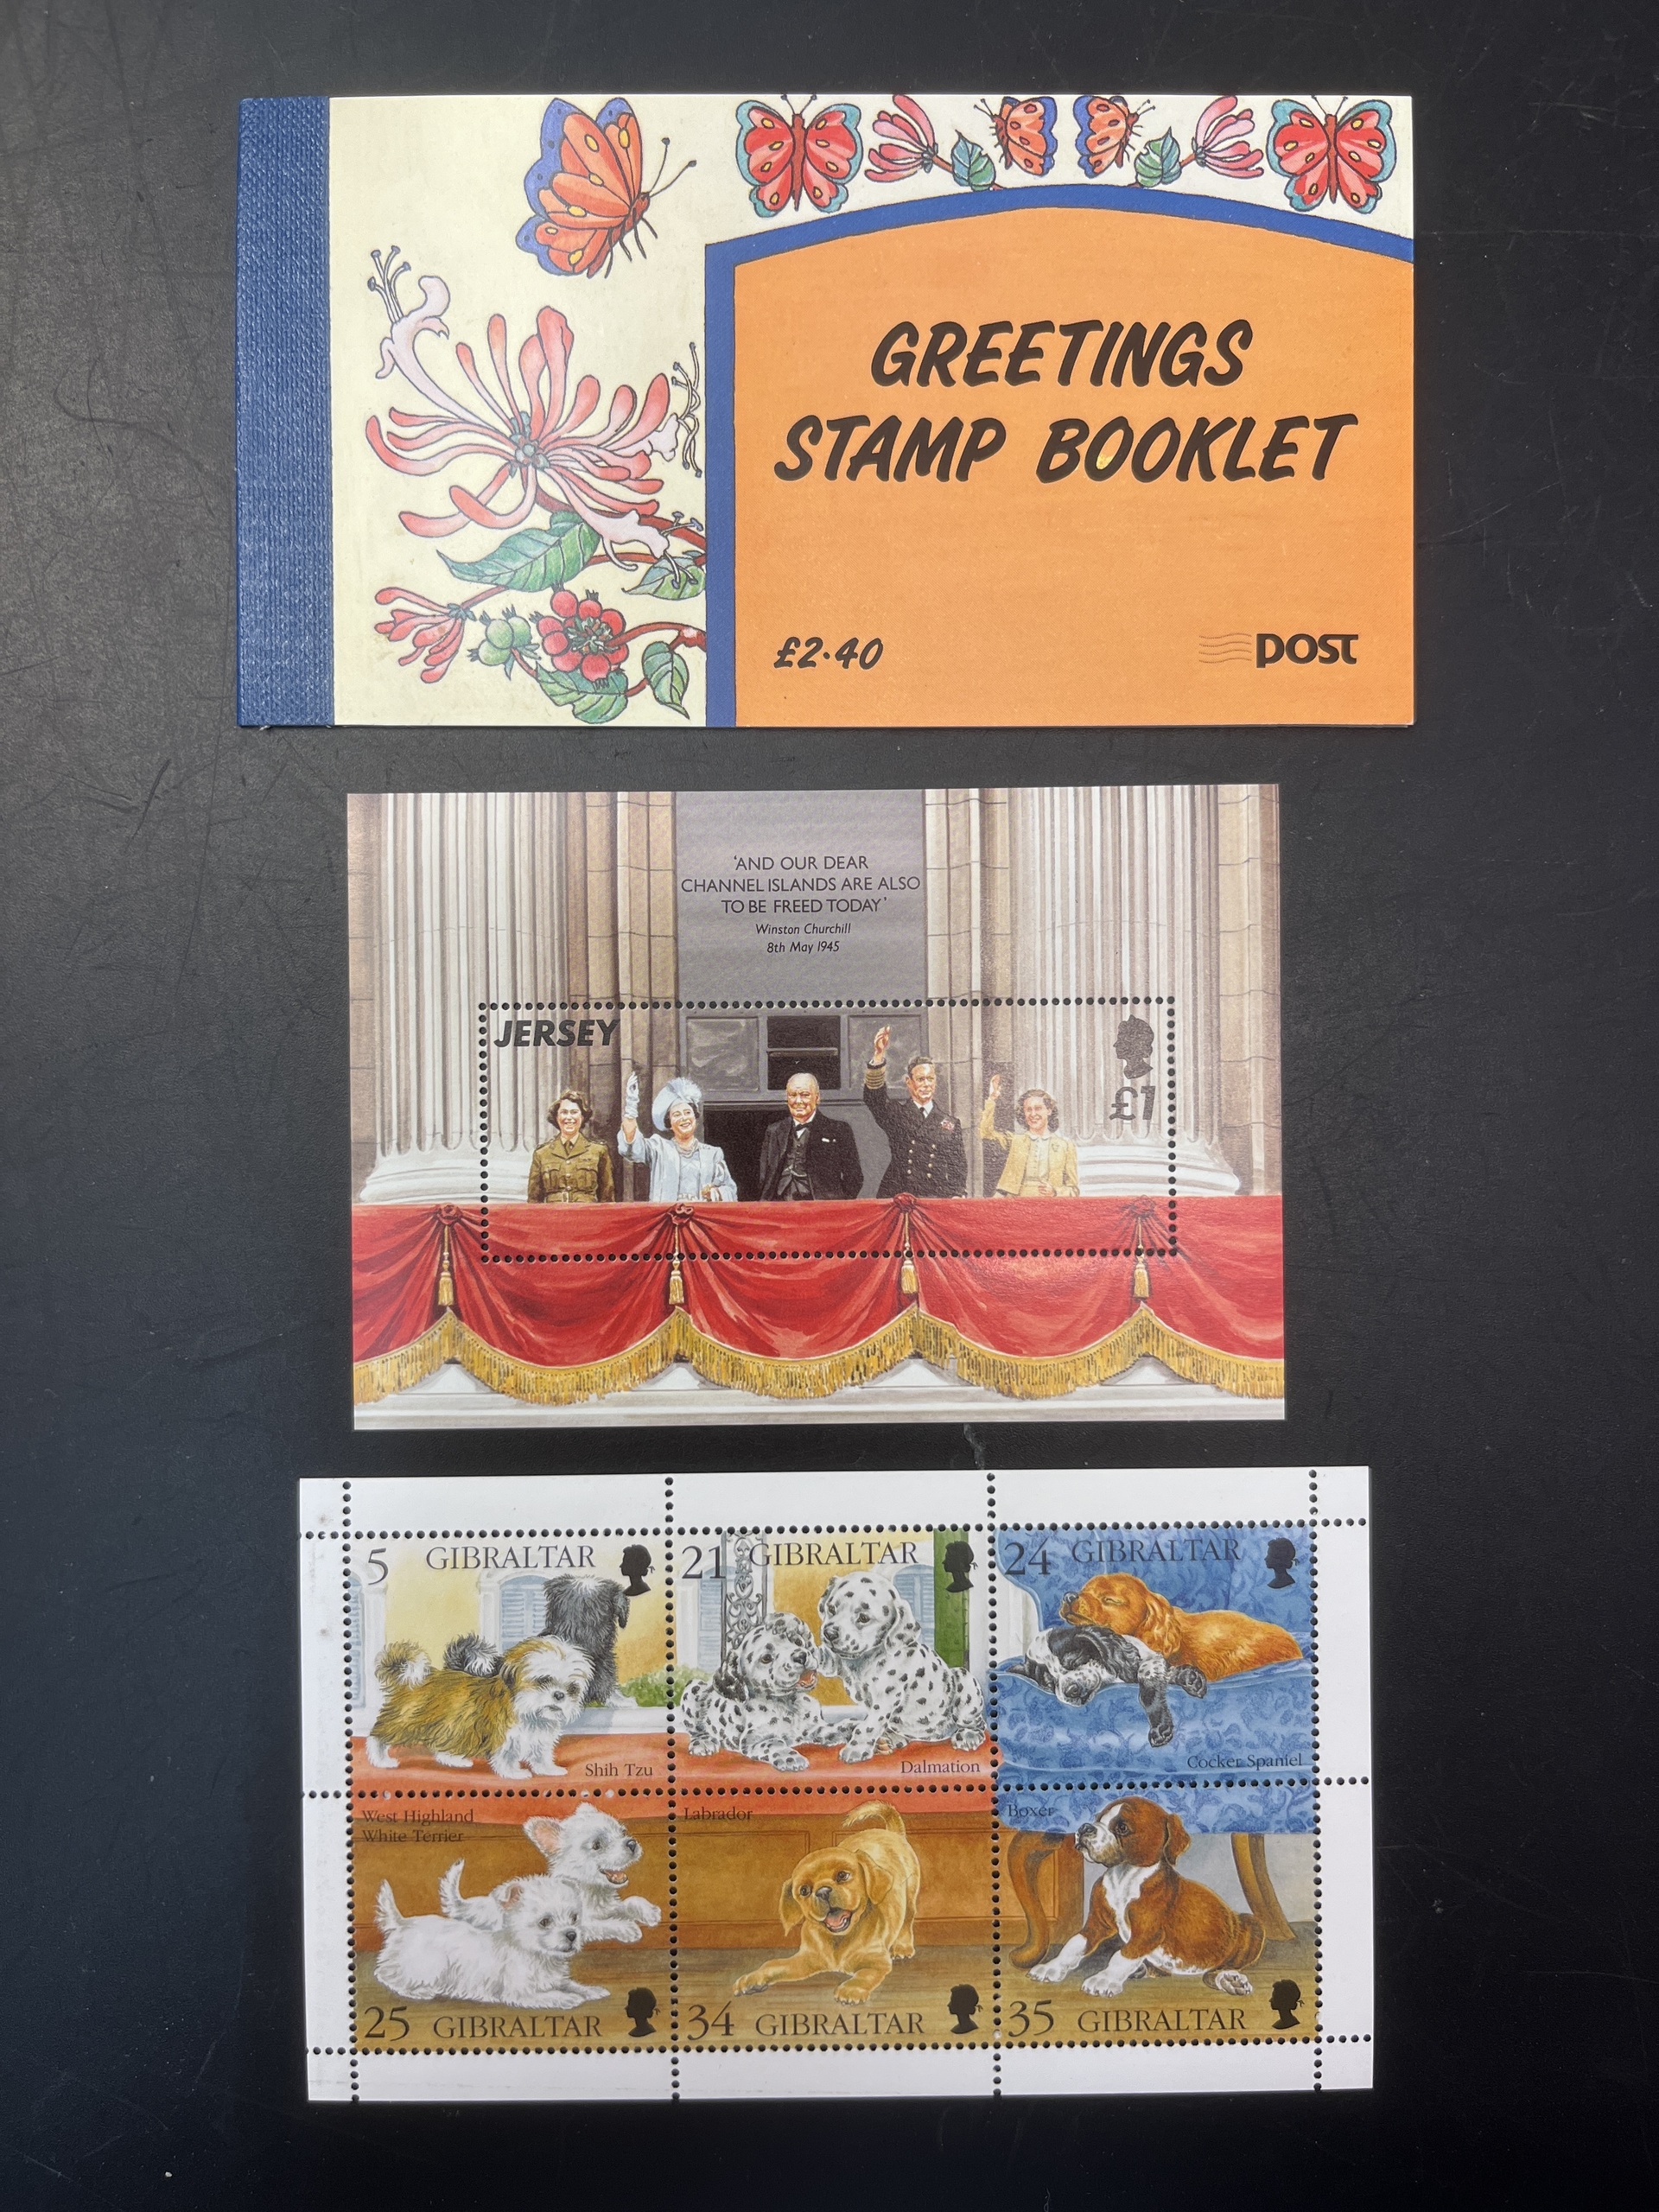 GREETINGS
STAMP BOOKLET
£2·40
POST
'AND OUR DEAR
CHANNEL ISLANDS ARE ALSO
TO BE FREED TODAY'
Winston Churchill
8th May 1945
JERSEY
£1
5 GIBRALTAR
Shih Tzu
21 GIBRALTAR
Dalmation
24 GIBRALTAR
Cocker Spaniel
West Highland
White Terrier
25 GIBRALTAR
Labrador
34 GIBRALTAR
Boxer
35 GIBRALTAR